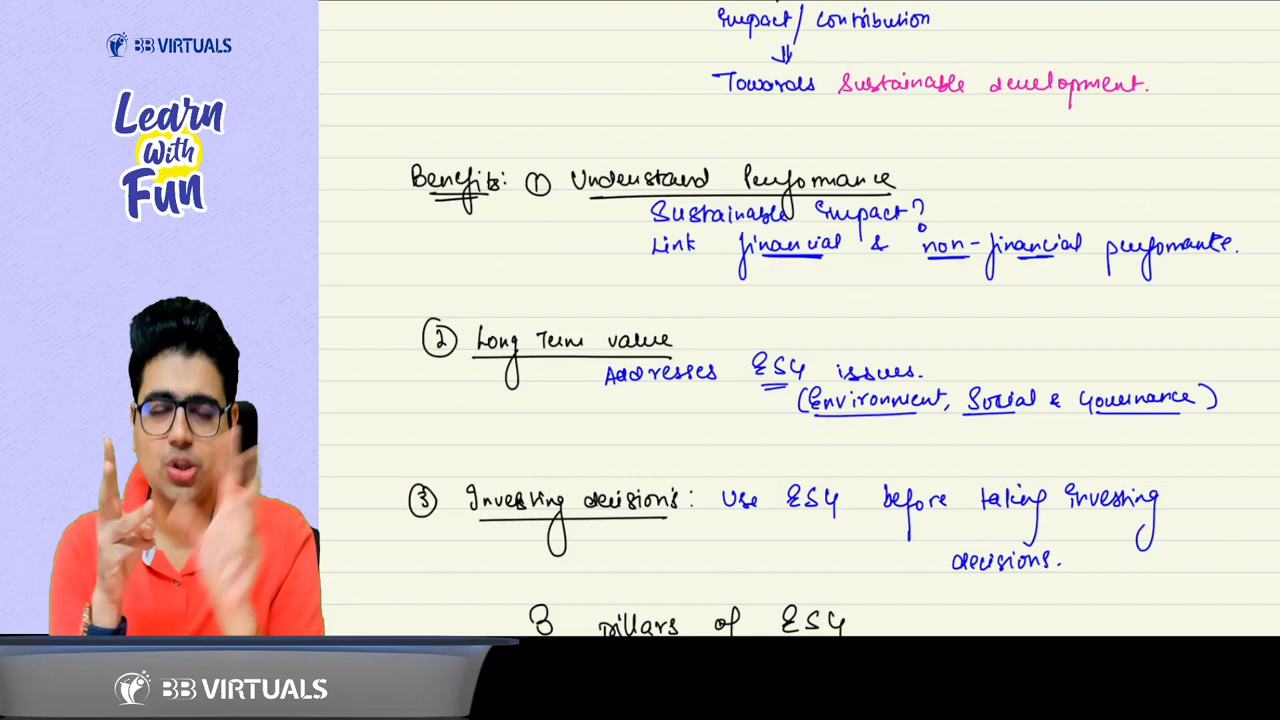 BB VIRTUALS
Learn
With
Fun
Impact / contribution
Towards Sustainable development.
Benefits: ① Understand Performance
Sustainable Impact?
Link financial & non-financial performance.
② Long Term value
Addresses ESG issues.
(Environment, Social & Governance)
③ Investing decisions: Use ESG before taking Investing
decisions.
3 pillars of ESG
BB VIRTUALS